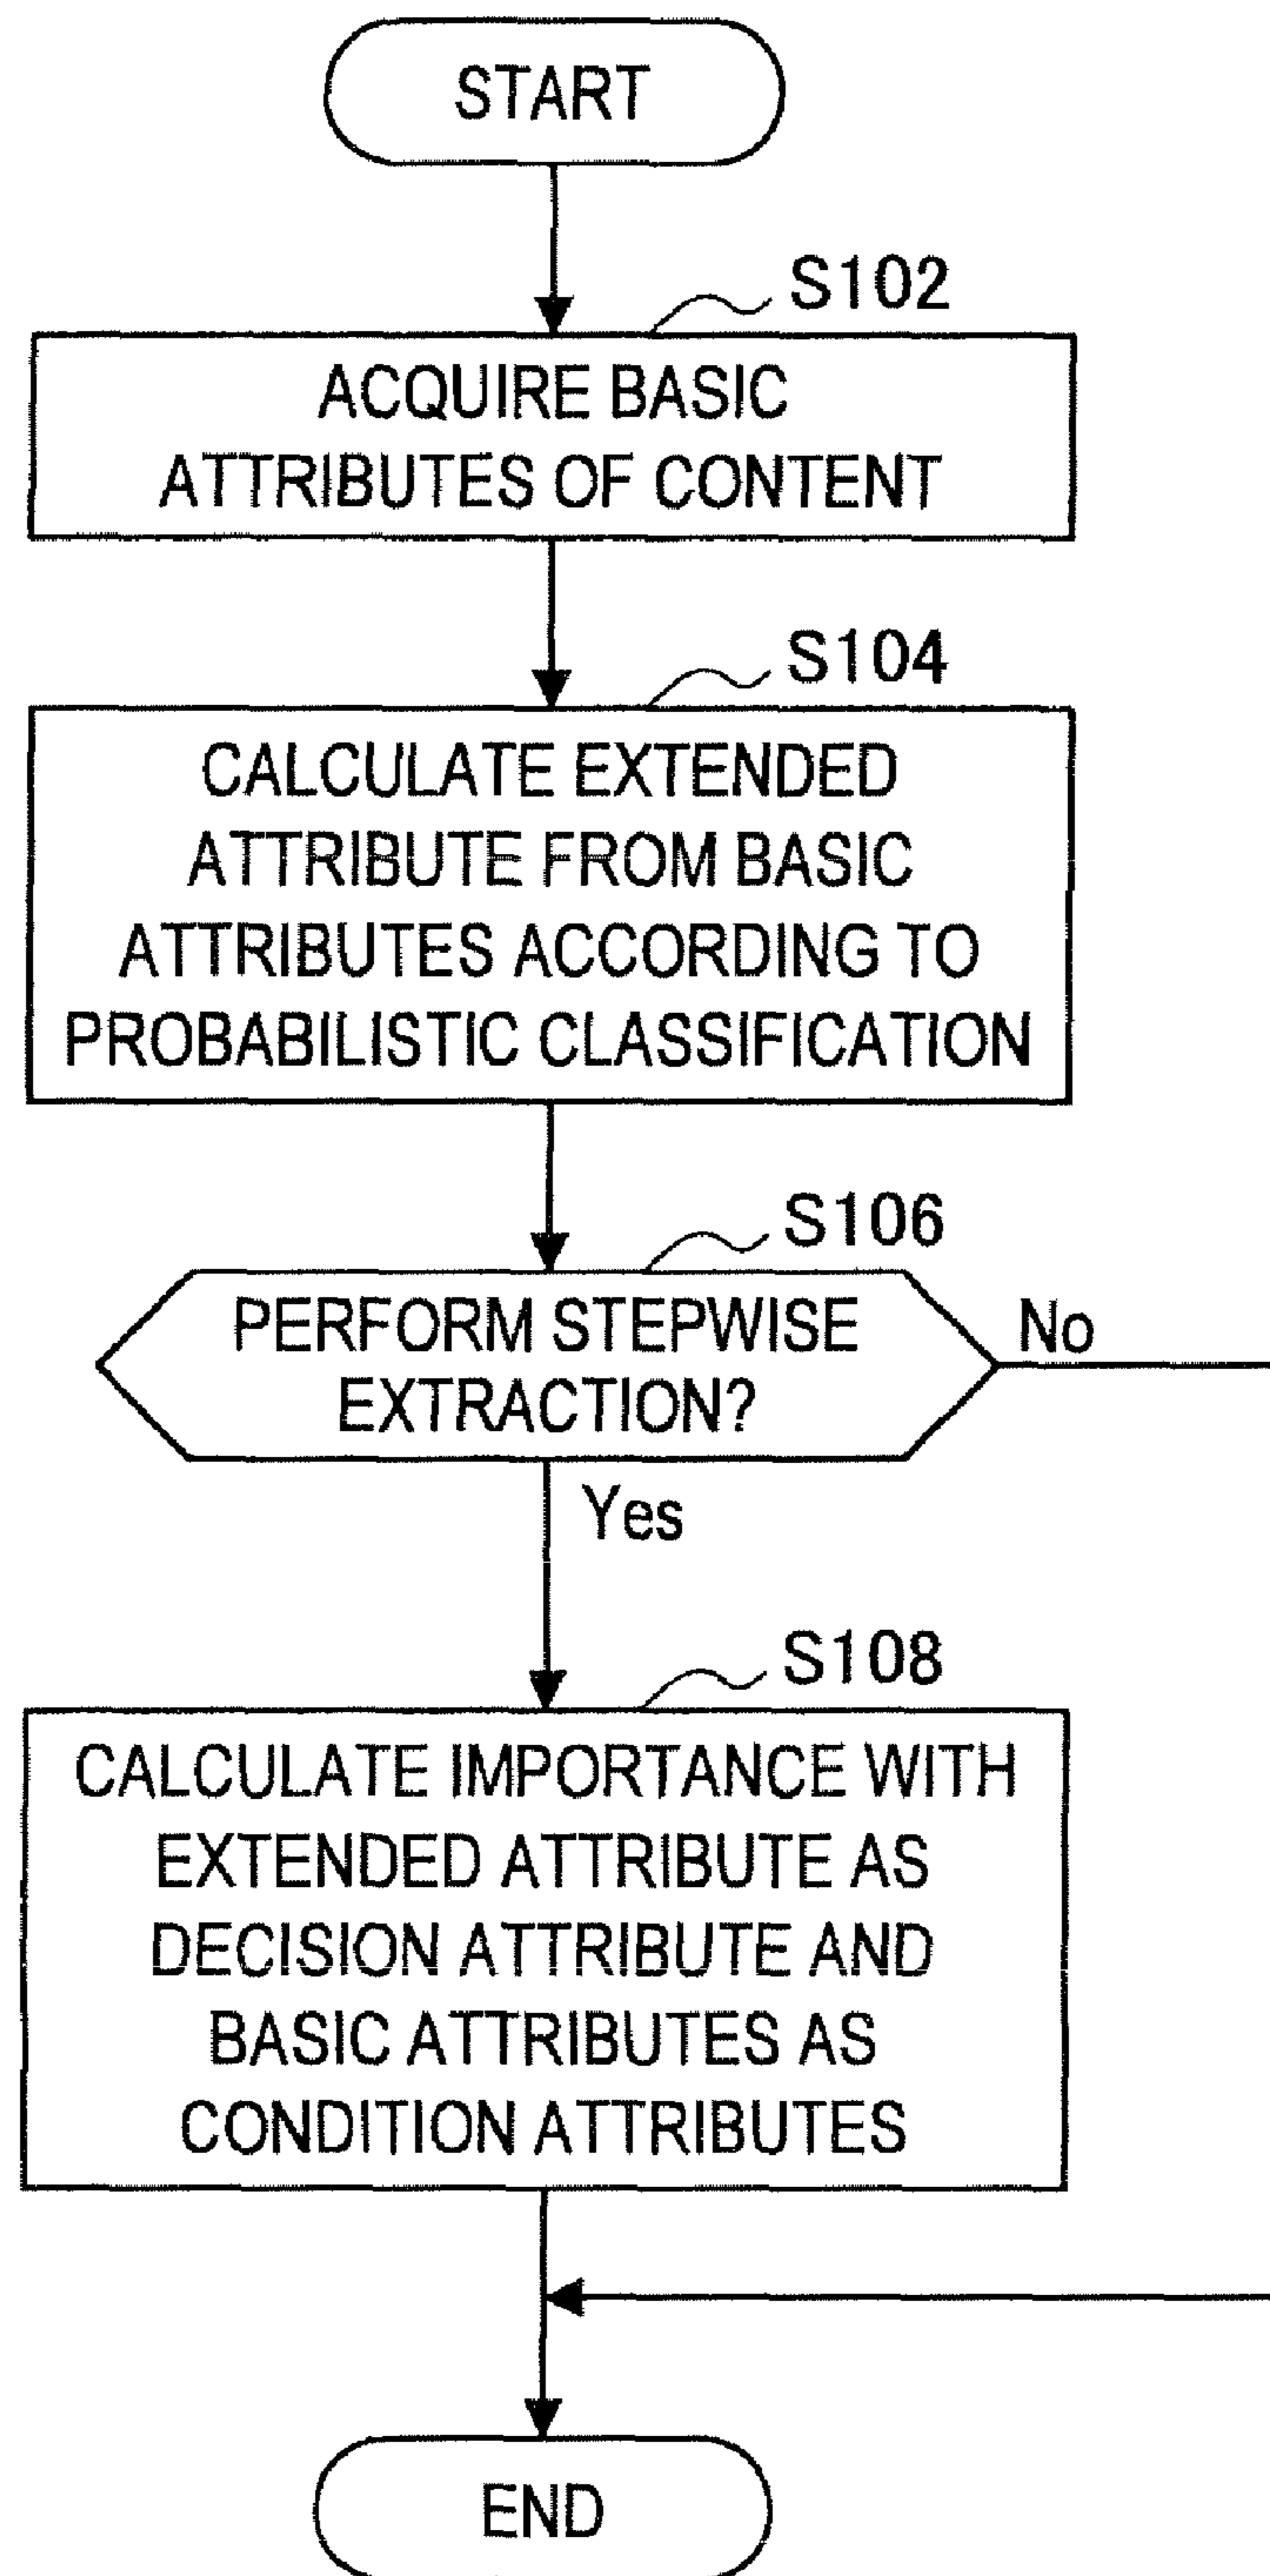 START
S102
ACQUIRE BASIC
ATTRIBUTES OF CONTENT
S104
CALCULATE EXTENDED
ATTRIBUTE FROM BASIC
ATTRIBUTES ACCORDING TO
PROBABILISTIC CLASSIFICATION
S106
PERFORM STEPWISE
EXTRACTION?
No
Yes
S108
CALCULATE IMPORTANCE WITH
EXTENDED ATTRIBUTE AS
DECISION ATTRIBUTE AND
BASIC ATTRIBUTES AS
CONDITION ATTRIBUTES
END